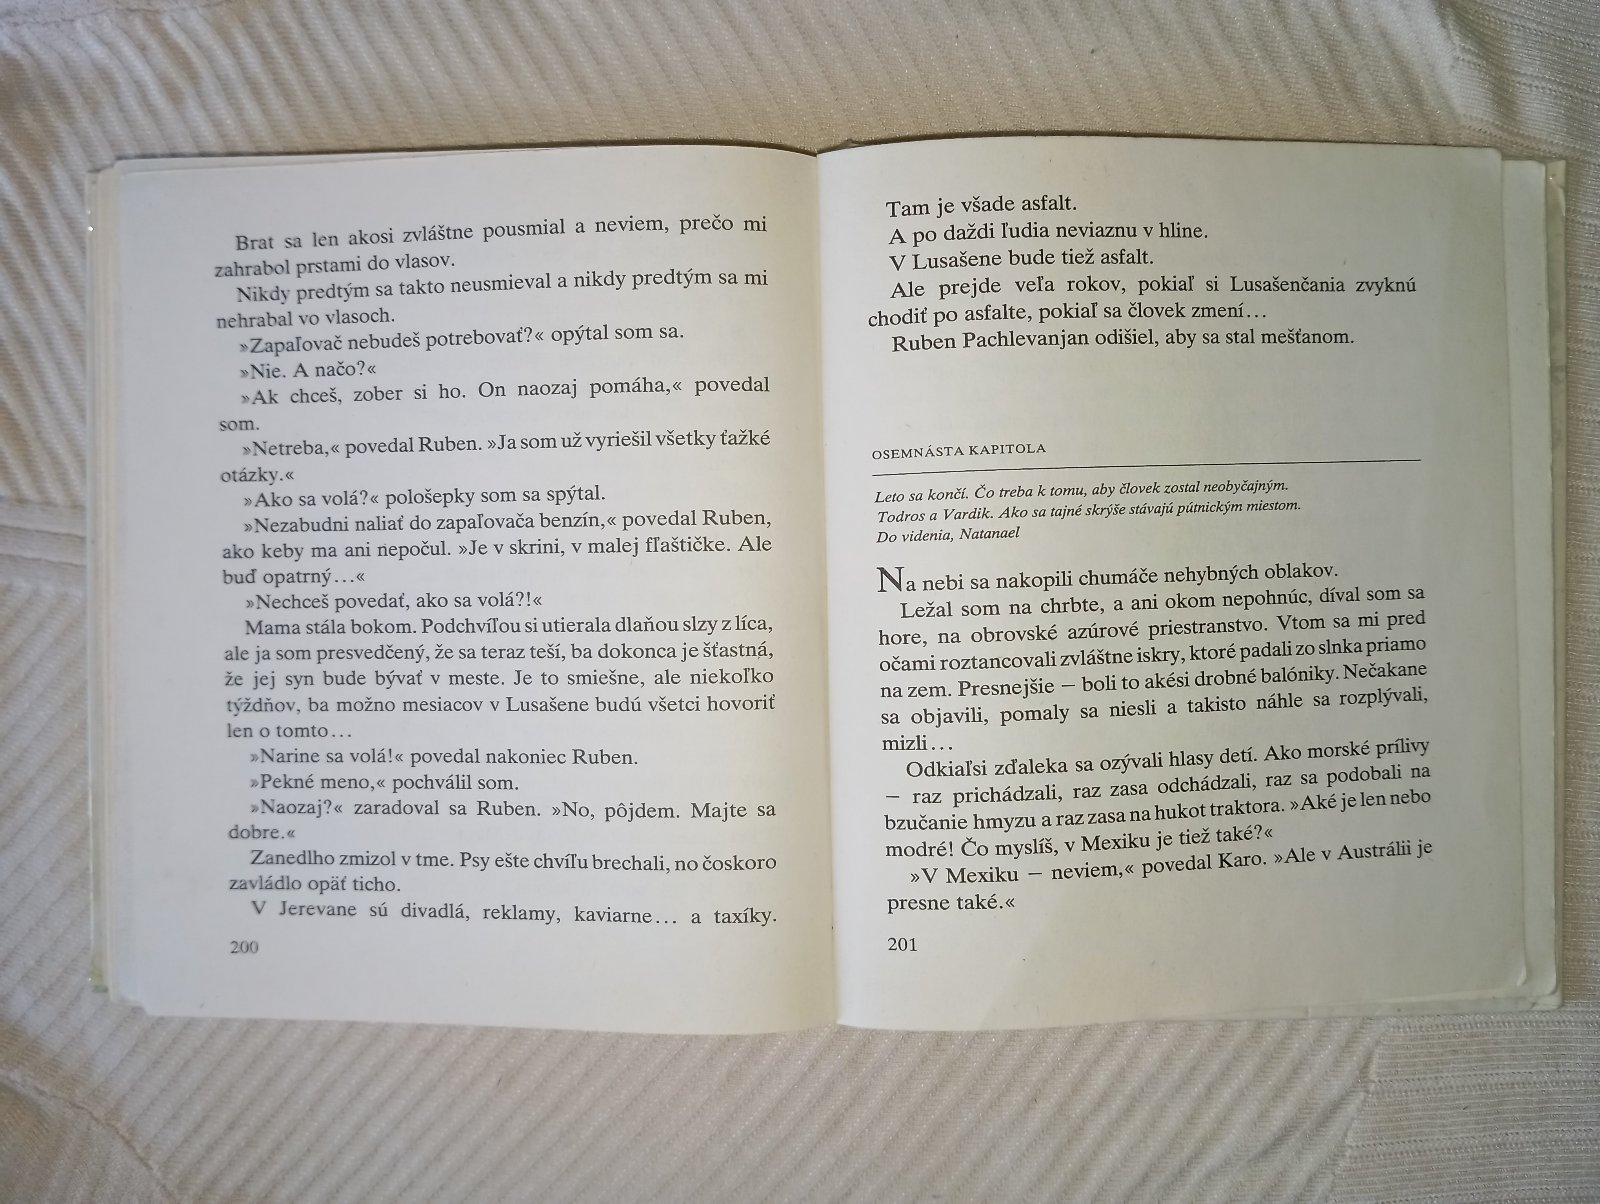 Brat sa len akosi zvláštne pousmial a neviem, prečo mi
zahrabol prstami do vlasov.
Nikdy predtým sa takto neusmieval a nikdy predtým sa mi
nehrabal vo vlasoch.
»Zapaľovač nebudeš potrebovať?« opýtal som sa.
»Nie. A načo?«
»Ak chceš, zober si ho. On naozaj pomáha,« povedal
som.
»Netreba,« povedal Ruben. »Ja som už vyriešil všetky ťažké
otázky.«
»Ako sa volá?« pološepky som sa spýtal.
»Nezabudni naliať do zapaľovača benzín,« povedal Ruben,
ako keby ma ani nepočul. »Je v skrini, v malej fľaštičke. Ale
buď opatrný...«
»Nechceš povedať, ako sa volá?!«
Mama stála bokom. Podchvíľou si utierala dlaňou slzy z líca,
ale ja som presvedčený, že sa teraz teší, ba dokonca je šťastná,
že jej syn bude bývať v meste. Je to smiešne, ale niekoľko
týždňov, ba možno mesiacov v Lusašene budú všetci hovoriť
len o tomto...
»Narine sa volá!« povedal nakoniec Ruben.
»Pekné meno,« pochválil som.
»Naozaj?« zaradoval sa Ruben. »No, pôjdem. Majte sa
dobre.«
Zanedlho zmizol v tme. Psy ešte chvíľu brechali, no čoskoro
zavládlo opäť ticho.
V Jerevane sú divadlá, reklamy, kaviarne... a taxíky.
200
Tam je všade asfalt.
A po daždi ľudia neviaznu v hline.
V Lusašene bude tiež asfalt.
Ale prejde veľa rokov, pokiaľ si Lusašenčania zvyknú
chodiť po asfalte, pokiaľ sa človek zmení...
Ruben Pachlevanjan odišiel, aby sa stal mešťanom.
OSEMNÁSTA KAPITOLA
Leto sa končí. Čo treba k tomu, aby človek zostal neobyčajným.
Todros a Vardik. Ako sa tajné skrýše stávajú pútnickým miestom.
Do videnia, Natanael
Na nebi sa nakopili chumáče nehybných oblakov.
Ležal som na chrbte, a ani okom nepohnúc, díval som sa
hore, na obrovské azúrové priestranstvo. Vtom sa mi pred
očami roztancovali zvláštne iskry, ktoré padali zo slnka priamo
na zem. Presnejšie — boli to akési drobné balóniky. Nečakane
sa objavili, pomaly sa niesli a takisto náhle sa rozplývali,
mizli...
Odkiaľsi zďaleka sa ozývali hlasy detí. Ako morské prílivy
— raz prichádzali, raz zasa odchádzali, raz sa podobali na
bzučanie hmyzu a raz zasa na hukot traktora. »Aké je len nebo
modré! Čo myslíš, v Mexiku je tiež také?«
»V Mexiku — neviem,« povedal Karo. »Ale v Austrálii je
presne také.«
201